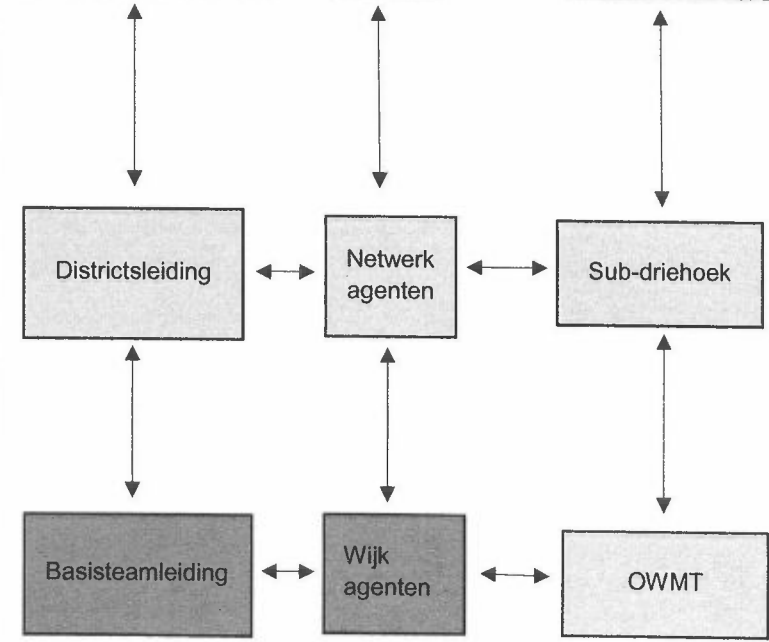 Districtsleiding
Netwerk
agenten
Sub-driehoek
Basisteamleiding
Wijk
agenten
OWMT